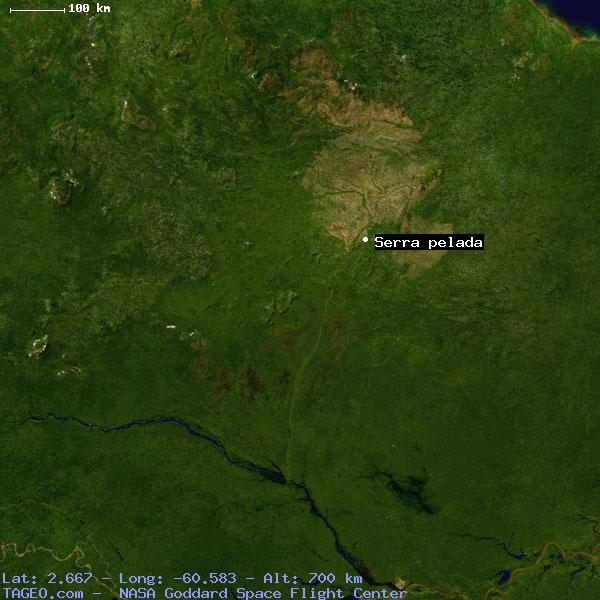 100 km
Serra pelada
Lat: 2.667 - Long: -60.583 - Alt: 700 km
TAGEO.com - NASA Goddard Space Flight Center